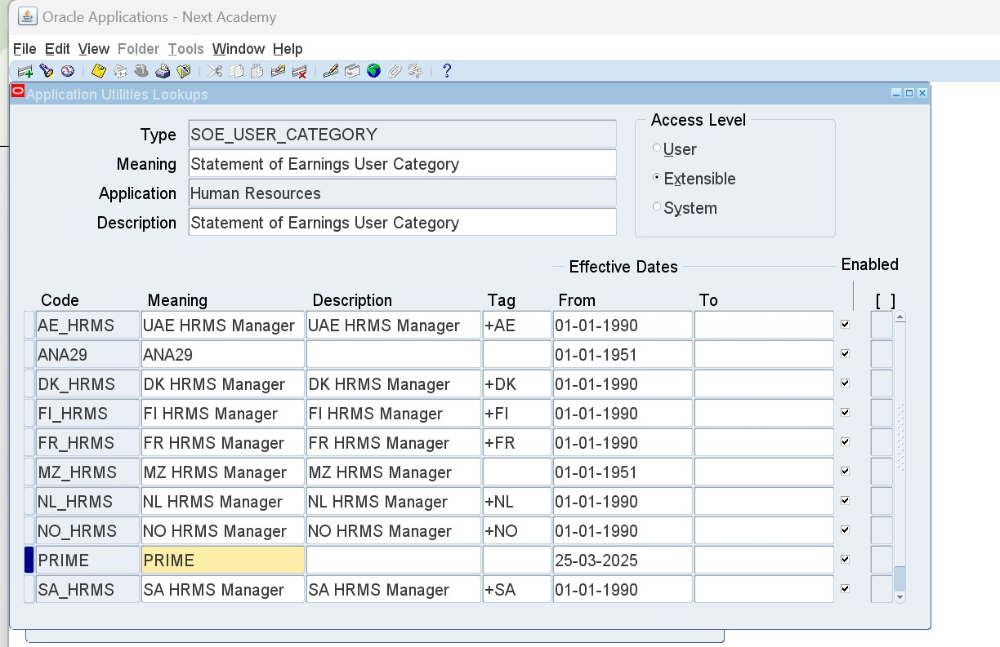 Oracle Applications - Next Academy
File Edit View Folder Tools Window Help
?
Application Utilities Lookups
Access Level
Type SOE_USER_CATEGORY
User
Meaning Statement of Earnings User Category
Extensible
Application Human Resources
System
Description Statement of Earnings User Category
Effective Dates Enabled
Code Meaning Description Tag From To [ ]
AE_HRMS UAE HRMS Manager UAE HRMS Manager +AE 01-01-1990
ANA29 ANA29 01-01-1951
DK_HRMS DK HRMS Manager DK HRMS Manager +DK 01-01-1990
FI_HRMS FI HRMS Manager FI HRMS Manager +FI 01-01-1990
FR_HRMS FR HRMS Manager FR HRMS Manager +FR 01-01-1990
MZ_HRMS MZ HRMS Manager MZ HRMS Manager 01-01-1951
NL_HRMS NL HRMS Manager NL HRMS Manager +NL 01-01-1990
NO_HRMS NO HRMS Manager NO HRMS Manager +NO 01-01-1990
PRIME PRIME 25-03-2025
SA_HRMS SA HRMS Manager SA HRMS Manager +SA 01-01-1990